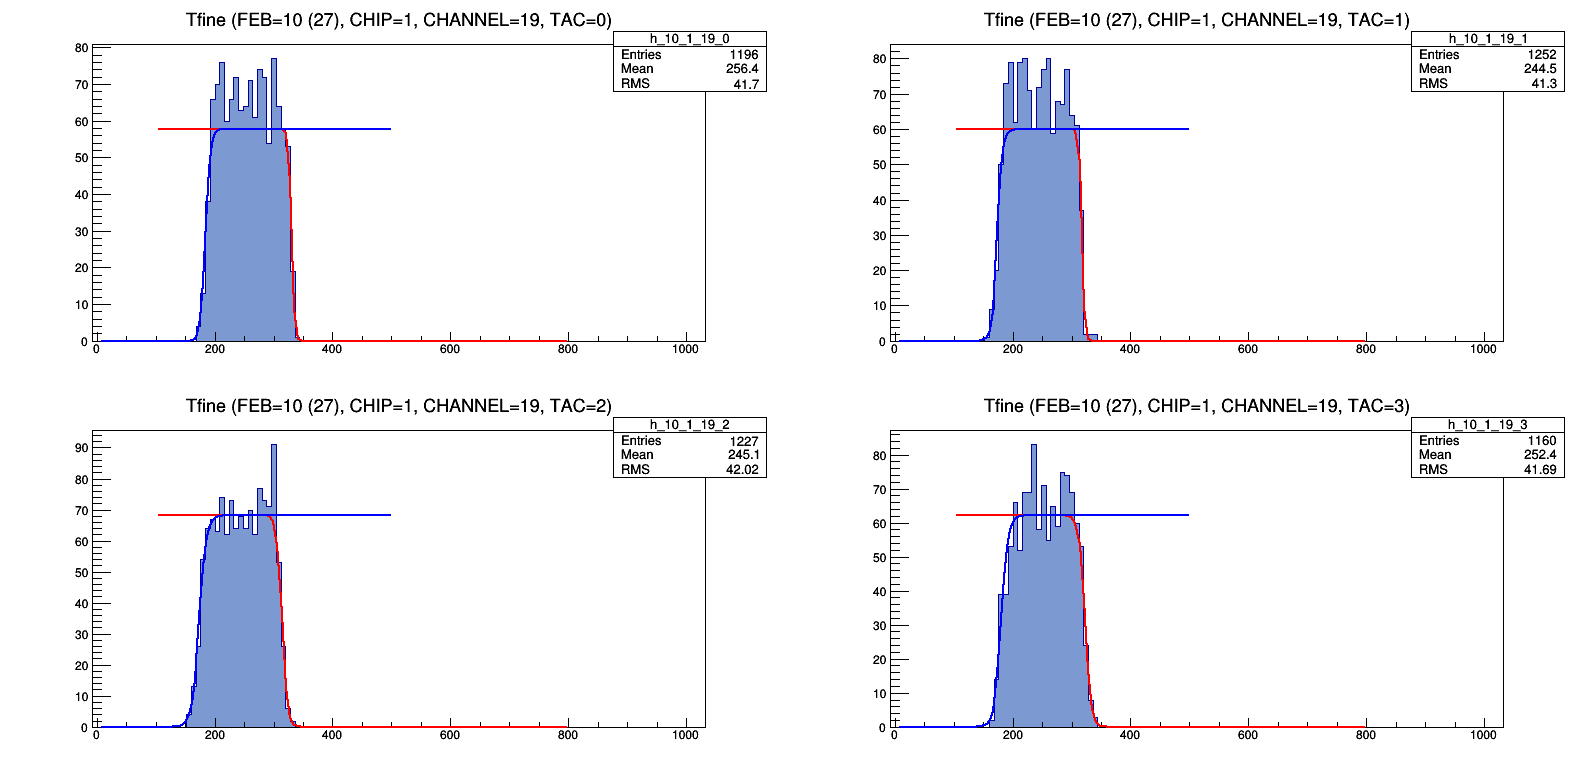 Tfine (FEB=10 (27), CHIP=1, CHANNEL=19, TAC=0)
h_10_1_19_0
Entries 1196
Mean 256.4
RMS 41.7
80
70
60
50
40
30
20
10
0
0 200 400 600 800 1000
Tfine (FEB=10 (27), CHIP=1, CHANNEL=19, TAC=1)
h_10_1_19_1
Entries 1252
Mean 244.5
RMS 41.3
80
70
60
50
40
30
20
10
0
0 200 400 600 800 1000
Tfine (FEB=10 (27), CHIP=1, CHANNEL=19, TAC=2)
h_10_1_19_2
Entries 1227
Mean 245.1
RMS 42.02
90
80
70
60
50
40
30
20
10
0
0 200 400 600 800 1000
Tfine (FEB=10 (27), CHIP=1, CHANNEL=19, TAC=3)
h_10_1_19_3
Entries 1160
Mean 252.4
RMS 41.69
80
70
60
50
40
30
20
10
0
0 200 400 600 800 1000